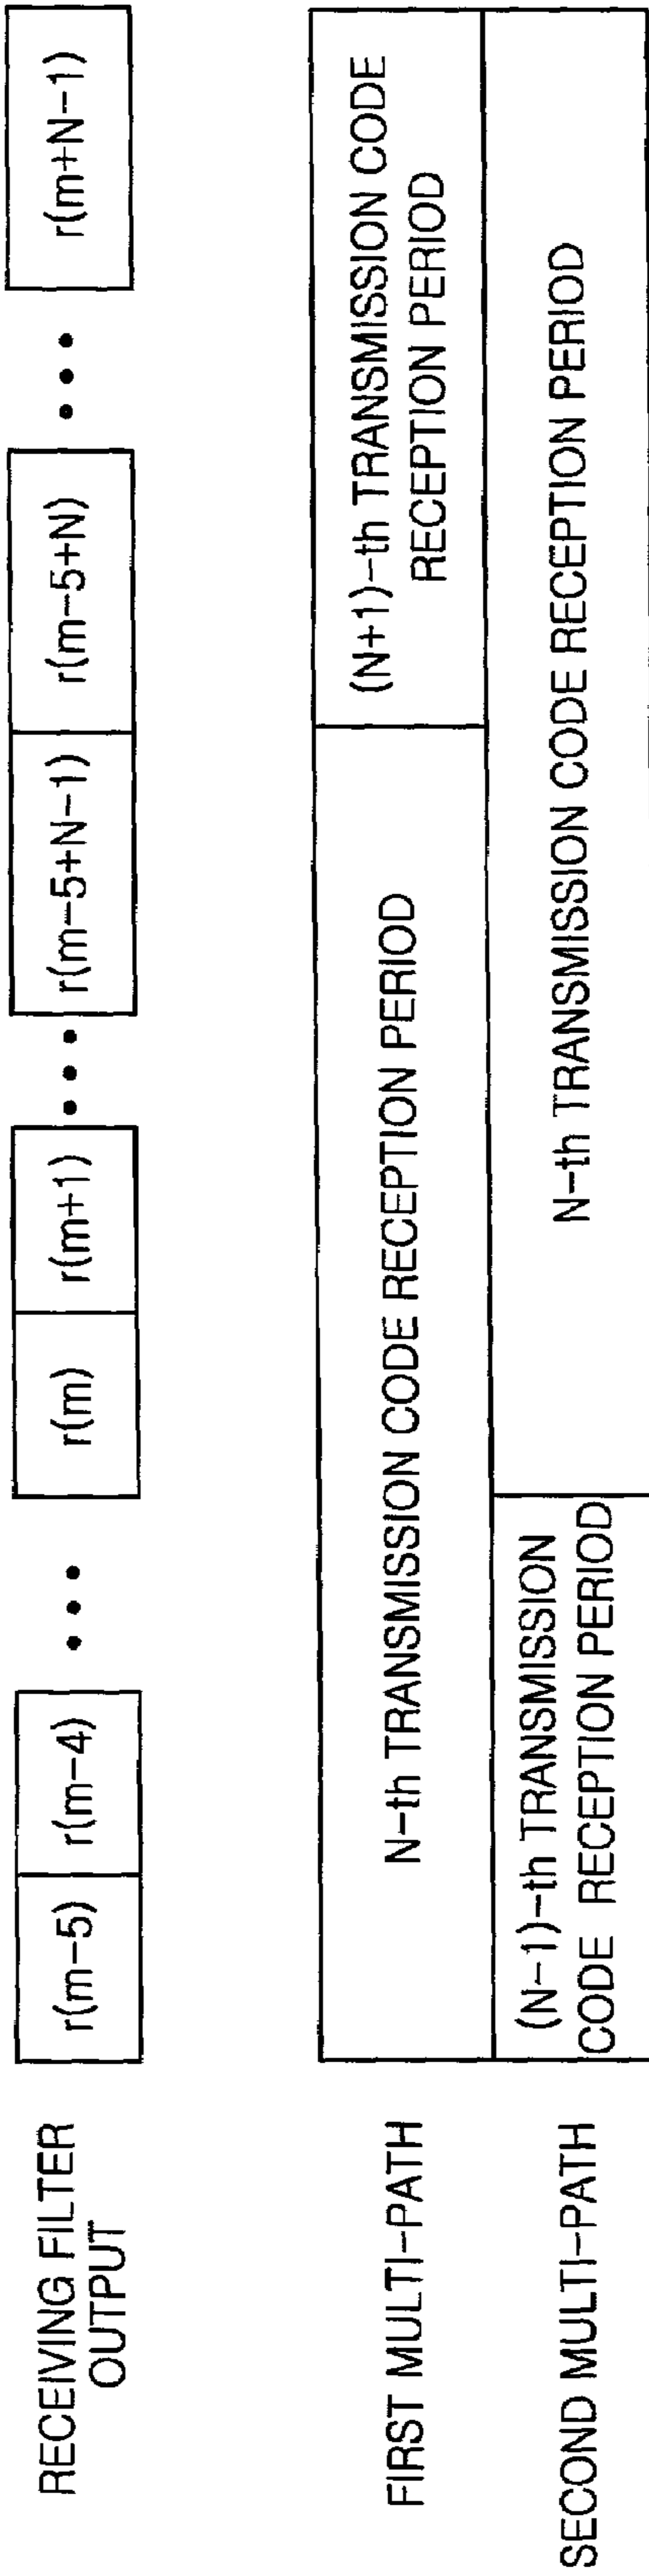 RECEIVING FILTER
OUTPUT
r(m-5)
r(m-4)
•••
r(m)
r(m+1)
•••
r(m-5+N-1)
r(m-5+N)
•••
r(m+N-1)
FIRST MULTI-PATH
N-th TRANSMISSION CODE RECEPTION PERIOD
(N+1)-th TRANSMISSION CODE
RECEPTION PERIOD
SECOND MULTI-PATH
(N-1)-th TRANSMISSION
CODE RECEPTION PERIOD
N-th TRANSMISSION CODE RECEPTION PERIOD